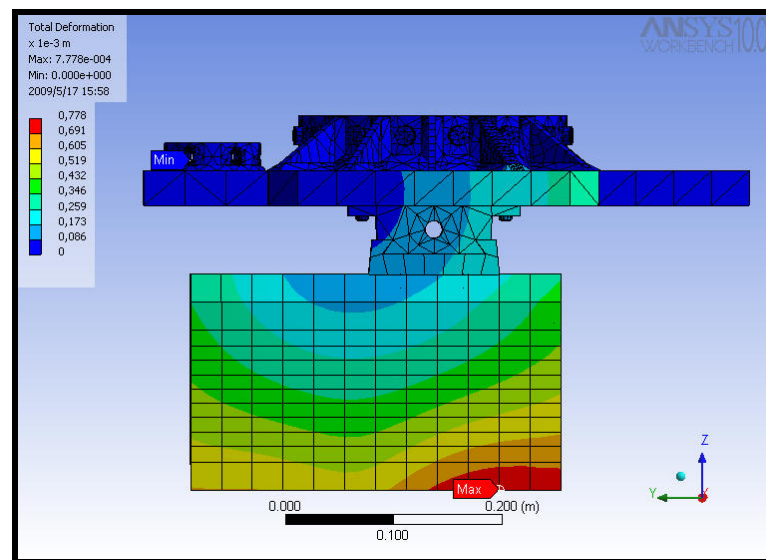 Total Deformation
x 1e-3 m
Max: 7.778e-004
Min: 0.000e+000
2009/5/17 15:58
0,778
0,691
0,605
0,519
0,432
0,346
0,259
0,173
0,086
0
ANSYS 10.0
WORKBENCH
Min
Max
0.000
0.200 (m)
0.100
Z
Y
X